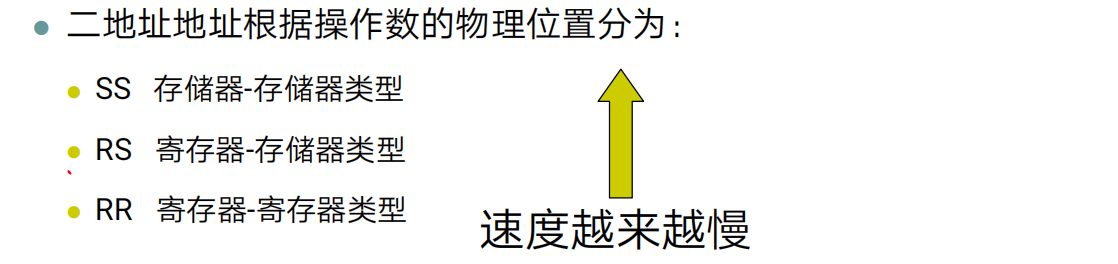 二地址地址根据操作数的物理位置分为：
SS 存储器-存储器类型
RS 寄存器-存储器类型
RR 寄存器-寄存器类型
速度越来越慢